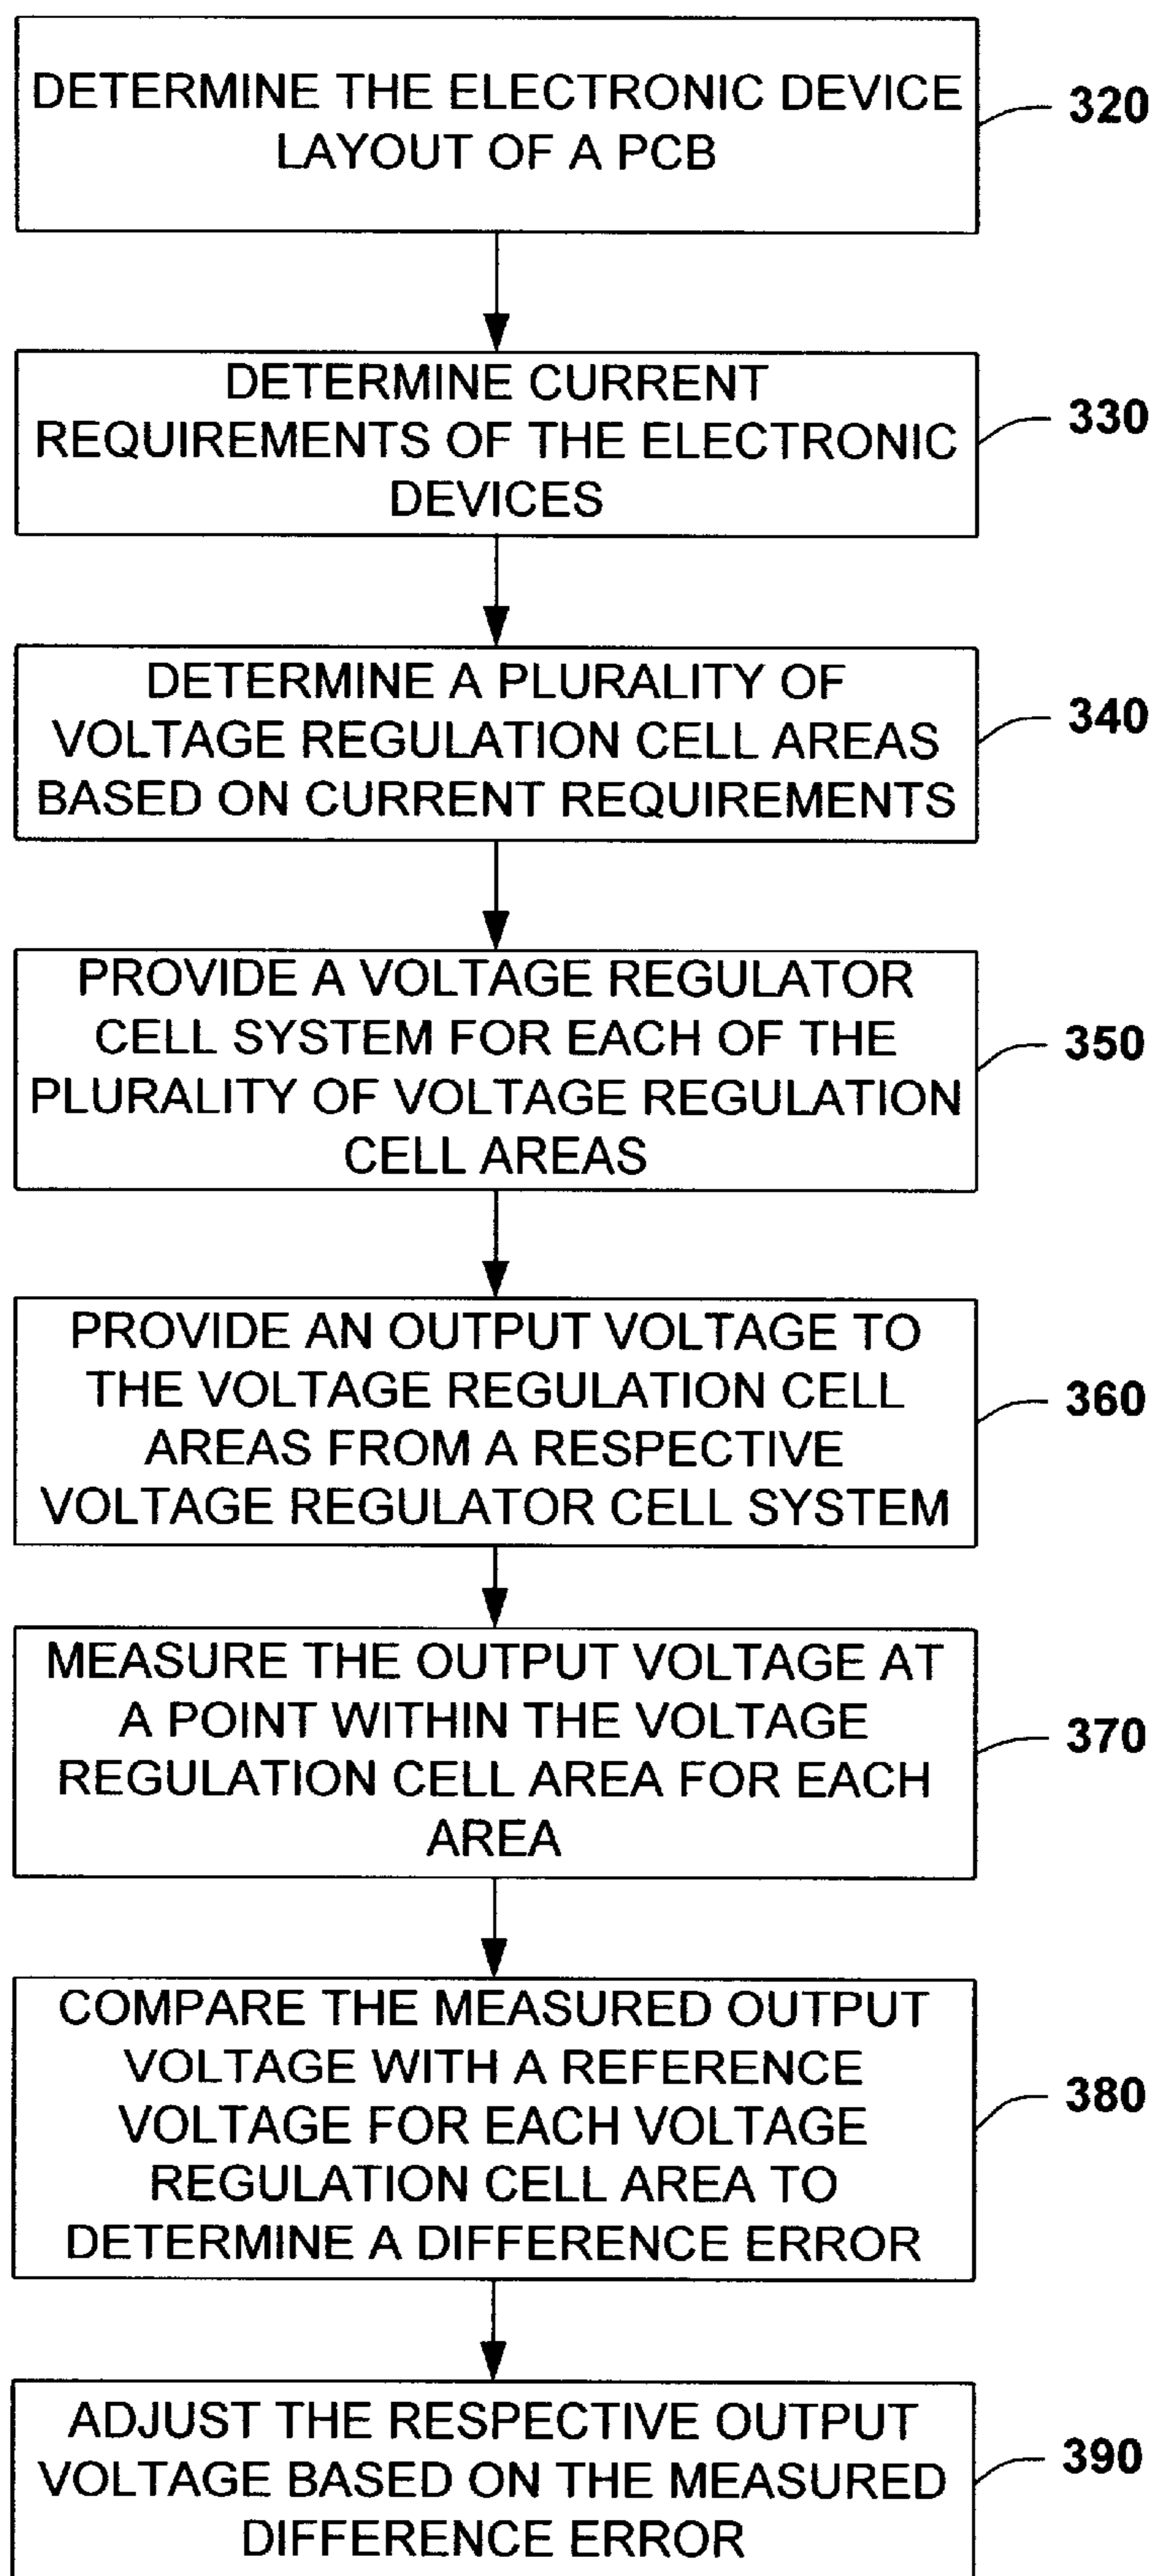 DETERMINE THE ELECTRONIC DEVICE
LAYOUT OF A PCB
320
DETERMINE CURRENT
REQUIREMENTS OF THE ELECTRONIC
DEVICES
330
DETERMINE A PLURALITY OF
VOLTAGE REGULATION CELL AREAS
BASED ON CURRENT REQUIREMENTS
340
PROVIDE A VOLTAGE REGULATOR
CELL SYSTEM FOR EACH OF THE
PLURALITY OF VOLTAGE REGULATION
CELL AREAS
350
PROVIDE AN OUTPUT VOLTAGE TO
THE VOLTAGE REGULATION CELL
AREAS FROM A RESPECTIVE
VOLTAGE REGULATOR CELL SYSTEM
360
MEASURE THE OUTPUT VOLTAGE AT
A POINT WITHIN THE VOLTAGE
REGULATION CELL AREA FOR EACH
AREA
370
COMPARE THE MEASURED OUTPUT
VOLTAGE WITH A REFERENCE
VOLTAGE FOR EACH VOLTAGE
REGULATION CELL AREA TO
DETERMINE A DIFFERENCE ERROR
380
ADJUST THE RESPECTIVE OUTPUT
VOLTAGE BASED ON THE MEASURED
DIFFERENCE ERROR
390